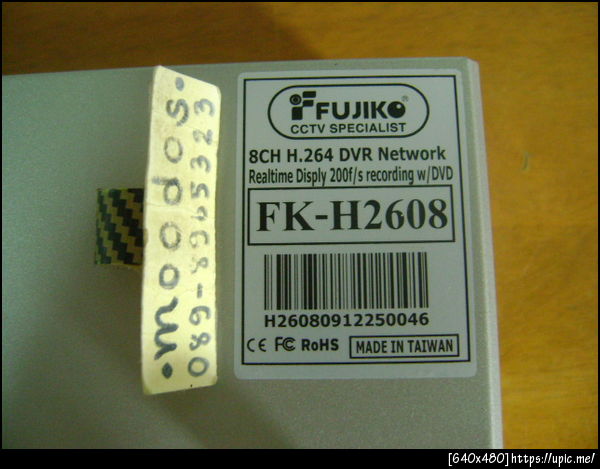 FUJIKO®
CCTV SPECIALIST
8CH H.264 DVR Network
Realtime Disply 200f/s recording w/DVD
FK-H2608
H26080912250046
CE FC RoHS MADE IN TAIWAN
.moodos.
089-8965323
[640x480]https://upic.me/